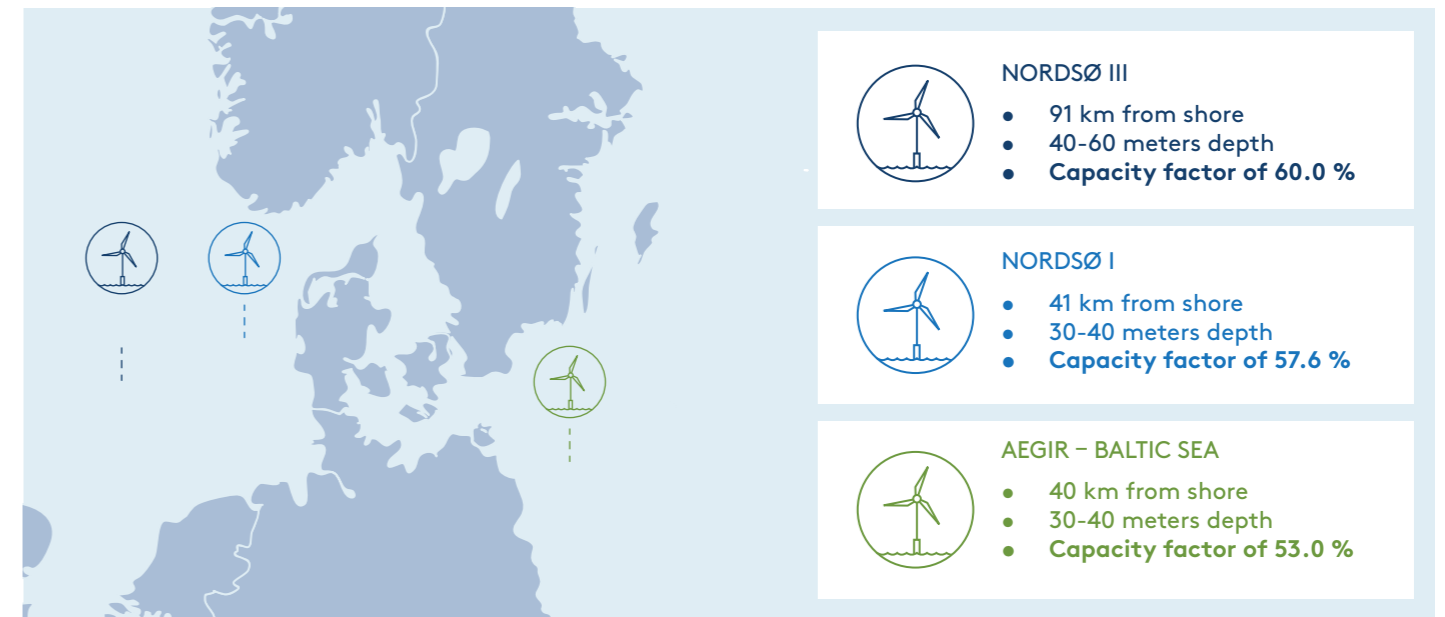 NORDSØ III
● 91 km from shore
● 40-60 meters depth
● Capacity factor of 60.0 %
NORDSØ I
● 41 km from shore
● 30-40 meters depth
● Capacity factor of 57.6 %
AEGIR – BALTIC SEA
● 40 km from shore
● 30-40 meters depth
● Capacity factor of 53.0 %